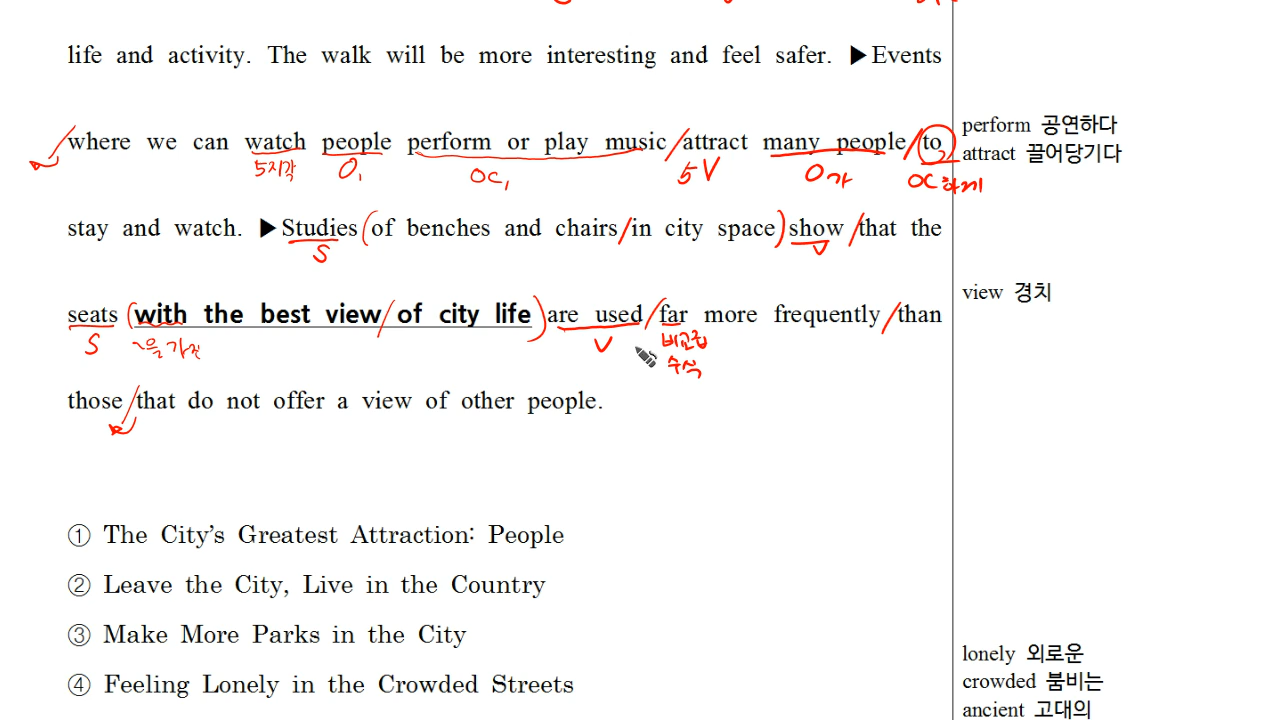 life and activity. The walk will be more interesting and feel safer. ▶Events
where we can watch people perform or play music attract many people to
5지각 O₁ OC₁ 5V O가 OC하게
stay and watch. ▶Studies (of benches and chairs / in city space) show / that the
S V
seats (with the best view / of city life) are used / far more frequently / than
S ~을 가진 V 비교급
수식
those / that do not offer a view of other people.
① The City's Greatest Attraction: People
② Leave the City, Live in the Country
③ Make More Parks in the City
④ Feeling Lonely in the Crowded Streets
perform 공연하다
attract 끌어당기다
view 경치
lonely 외로운
crowded 붐비는
ancient 고대의